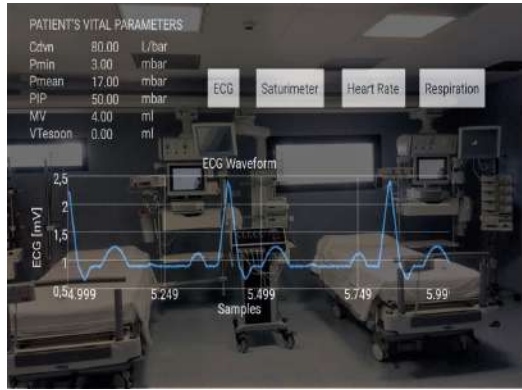 PATIENT'S VITAL PARAMETERS
Cdyn 80.00 L/bar
Pmin 3.00 mbar
Pmean 17.00 mbar
PIP 50.00 mbar
MV 4.00 ml
VTespon 0.00 ml
ECG Saturimeter Heart Rate Respiration
ECG Waveform
ECG [mV]
2,5
2
1,5
1
0,5
4.999 5.249 5.499 5.749 5.99
Samples